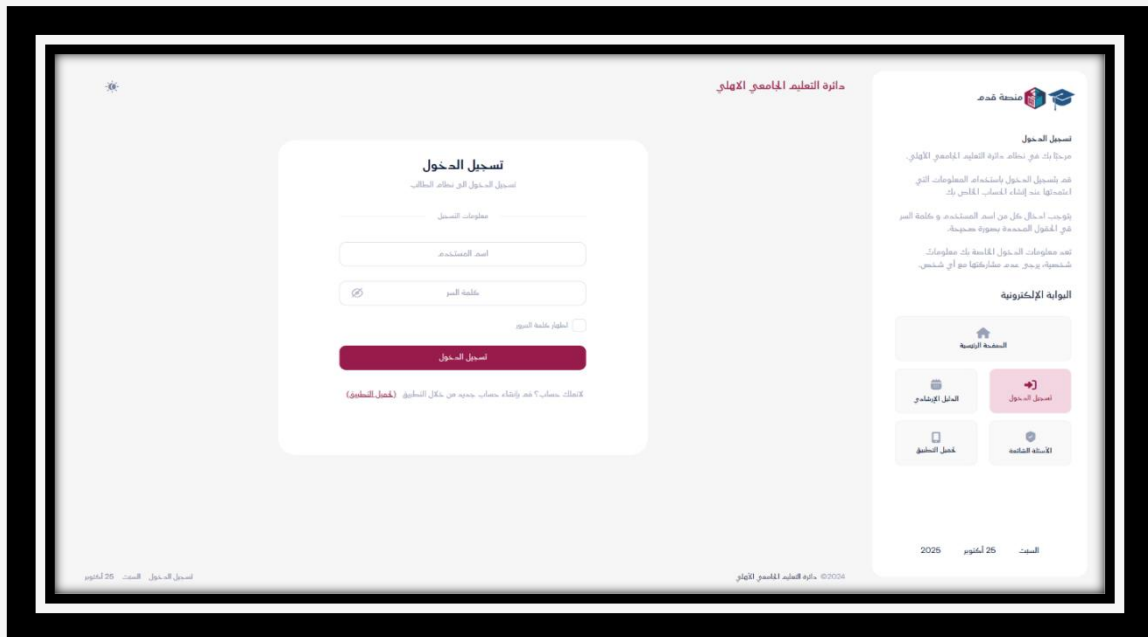 منصة قدم
تسجيل الدخول
مرحبًا بك في نظام دائرة التعليم الجامعي الأهلي.
قم بتسجيل الدخول باستخدام المعلومات التي
اعتمدتها عند إنشاء الحساب الخاص بك
يتوجب ادخال كل من اسم المستخدم و كلمة السر
في الحقول المحددة بصورة صحيحة.
تعد معلومات الدخول الخاصة بك معلومات
شخصية، يرجى عدم مشاركتها مع أي شخص.
البوابة الإلكترونية
الصفحة الرئيسية
تسجيل الدخول
الدليل الإرشادي
الأسئلة الشائعة
تحميل التطبيق
السبت 25 أكتوبر 2025
دائرة التعليم الجامعي الاهلي
تسجيل الدخول
تسجيل الدخول الى نظام الطالب
معلومات التسجيل
اسم المستخدم
كلمة السر
اظهار كلمة المرور
تسجيل الدخول
لاتملك حساب؟ قم بإنشاء حساب جديد من خلال التطبيق (تحميل التطبيق)
©2024 دائرة التعليم الجامعي الأهلي
تسجيل الدخول السبت 25 أكتوبر